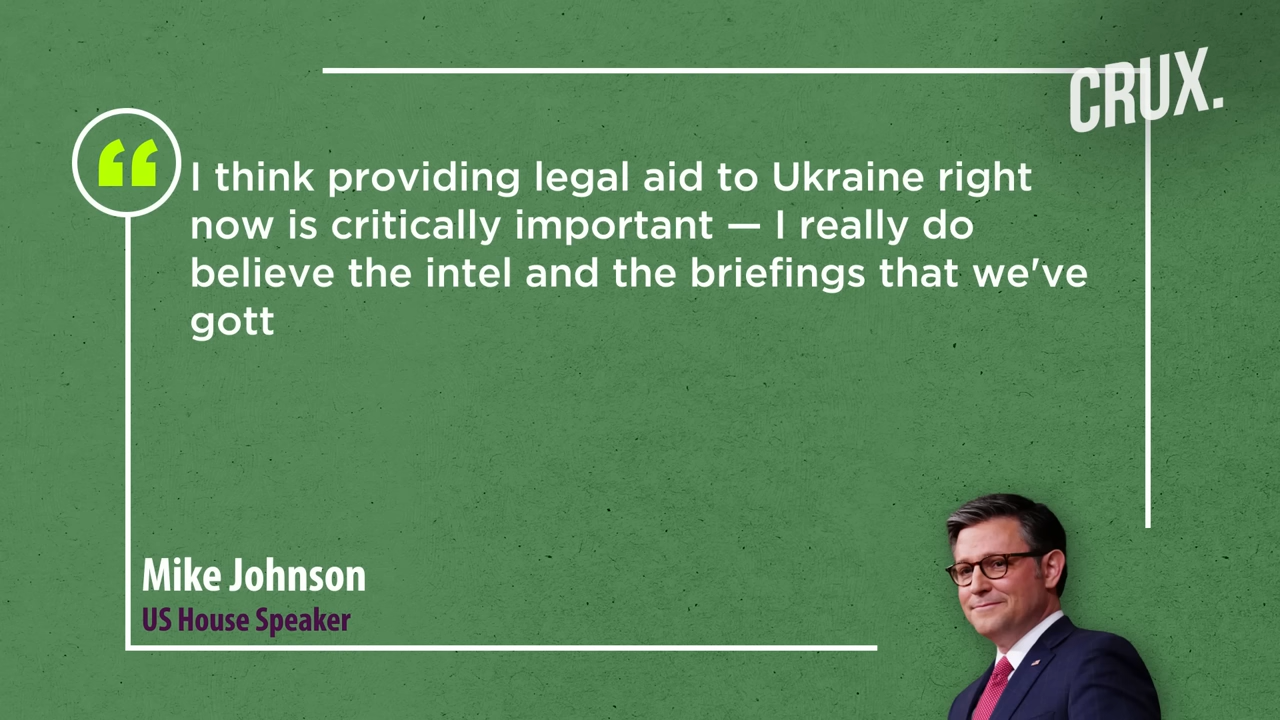 CRUX.
I think providing legal aid to Ukraine right
now is critically important — I really do
believe the intel and the briefings that we've
gott
Mike Johnson
US House Speaker